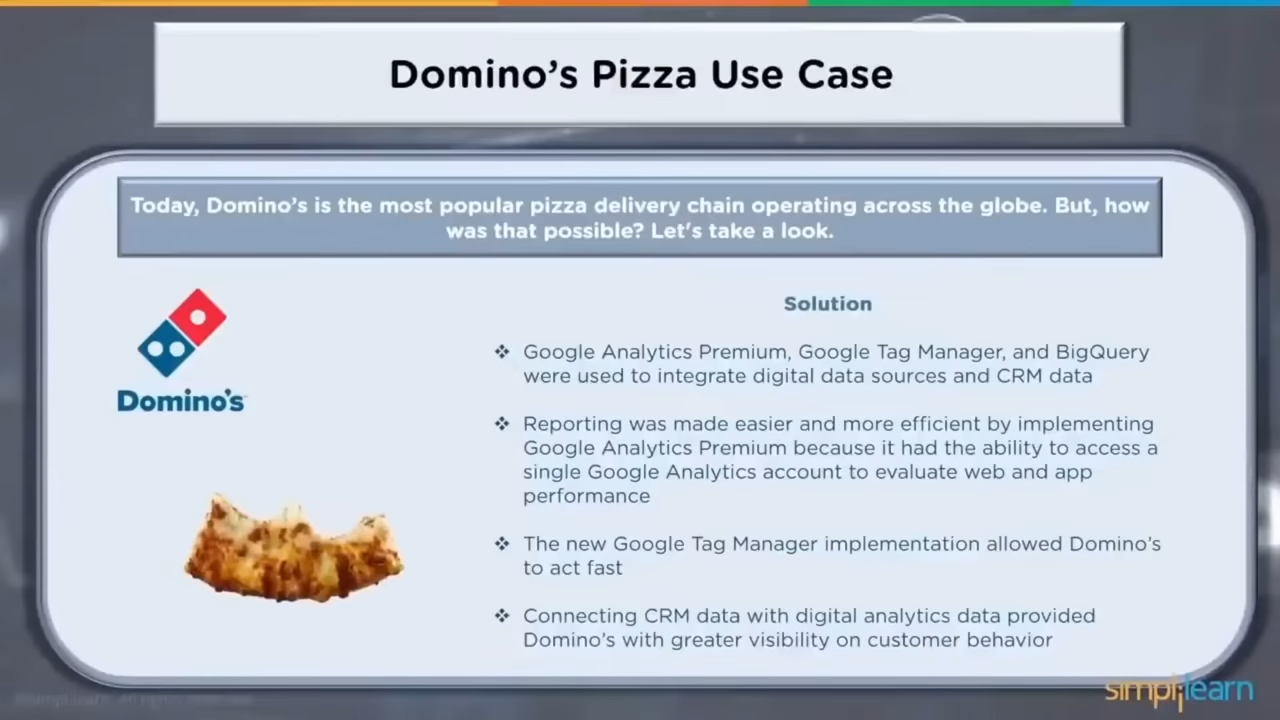 Domino's Pizza Use Case
Today, Domino's is the most popular pizza delivery chain operating across the globe. But, how
was that possible? Let's take a look.
Domino's
Solution
❖ Google Analytics Premium, Google Tag Manager, and BigQuery
were used to integrate digital data sources and CRM data
❖ Reporting was made easier and more efficient by implementing
Google Analytics Premium because it had the ability to access a
single Google Analytics account to evaluate web and app
performance
❖ The new Google Tag Manager implementation allowed Domino's
to act fast
❖ Connecting CRM data with digital analytics data provided
Domino's with greater visibility on customer behavior
simplilearn